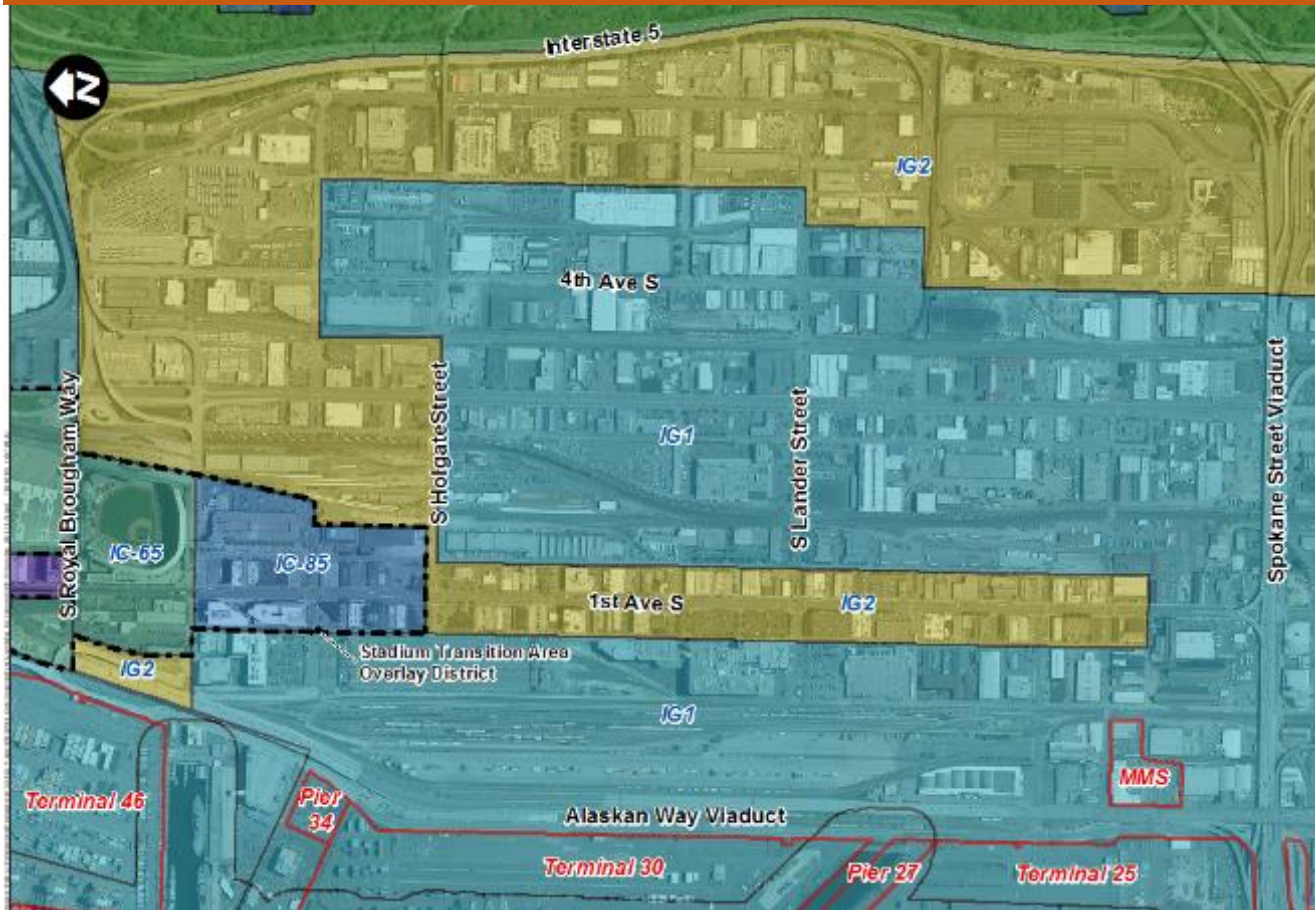 Interstate 5
N
IG2
4th Ave S
S Royal Brougham Way
S Holgate Street
IG1
S Lander Street
Spokane Street Viaduct
IC-65
IC-85
1st Ave S
IG2
Stadium Transition Area
Overlay District
IG2
IG1
MMS
Terminal 46
Pier
34
Alaskan Way Viaduct
Terminal 30
Pier 27
Terminal 25